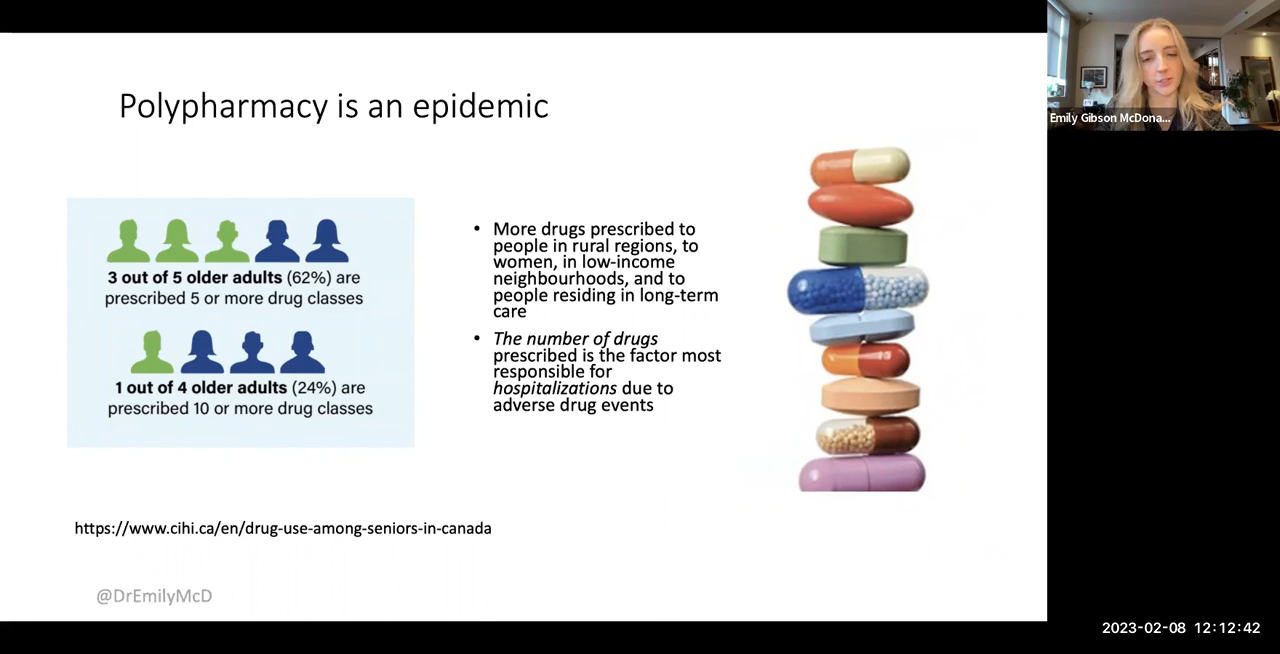 Polypharmacy is an epidemic
3 out of 5 older adults (62%) are
prescribed 5 or more drug classes
1 out of 4 older adults (24%) are
prescribed 10 or more drug classes
• More drugs prescribed to
people in rural regions, to
women, in low-income
neighbourhoods, and to
people residing in long-term
care
• The number of drugs
prescribed is the factor most
responsible for
hospitalizations due to
adverse drug events
https://www.cihi.ca/en/drug-use-among-seniors-in-canada
@DrEmilyMcD
Emily Gibson McDona...
2023-02-08 12:12:42